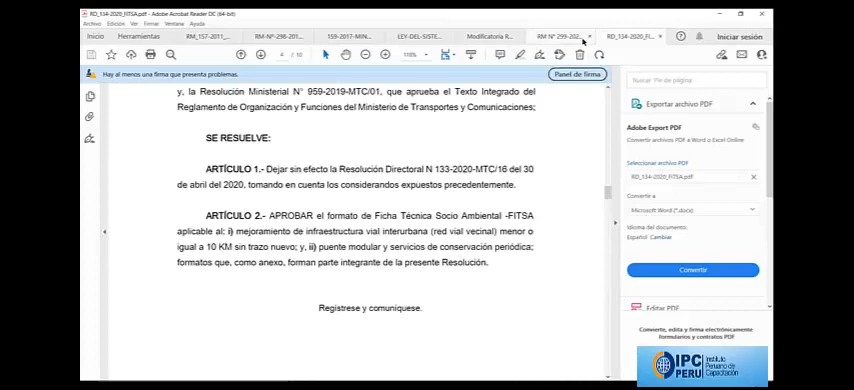 RD_134-2020_FITSA.pdf - Adobe Acrobat Reader DC (64-bit)
Archivo Edición Ver Firmar Ventana Ayuda
Inicio Herramientas RM_157-2011_... RM-N°-298-201... 159-2017-MIN... LEY-DEL-SISTE... Modificatoria R... RM N° 299-202... × RD_134-2020_FI... × Iniciar sesión
4 / 10 110%
Hay al menos una firma que presenta problemas. Panel de firma
y, la Resolución Ministerial N° 959-2019-MTC/01, que aprueba el Texto Integrado del
Reglamento de Organización y Funciones del Ministerio de Transportes y Comunicaciones;
SE RESUELVE:
ARTÍCULO 1.- Dejar sin efecto la Resolución Directoral N 133-2020-MTC/16 del 30
de abril del 2020, tomando en cuenta los considerandos expuestos precedentemente.
ARTÍCULO 2.- APROBAR el formato de Ficha Técnica Socio Ambiental -FITSA
aplicable al: i) mejoramiento de infraestructura vial interurbana (red vial vecinal) menor o
igual a 10 KM sin trazo nuevo; y, ii) puente modular y servicios de conservación periódica;
formatos que, como anexo, forman parte integrante de la presente Resolución.
Regístrese y comuníquese.
Exportar archivo PDF
Adobe Export PDF
Convertir archivos PDF a Word o Excel Online
Seleccionar archivo PDF
RD_134-2020_FITSA.pdf
Convertir a
Microsoft Word (*.docx)
Idioma del documento:
Español Cambiar
Convertir
Editar PDF
Convierte, edita y firma electrónicamente
formularios y contratos PDF
IPC PERU
Instituto
Peruano de
Capacitación